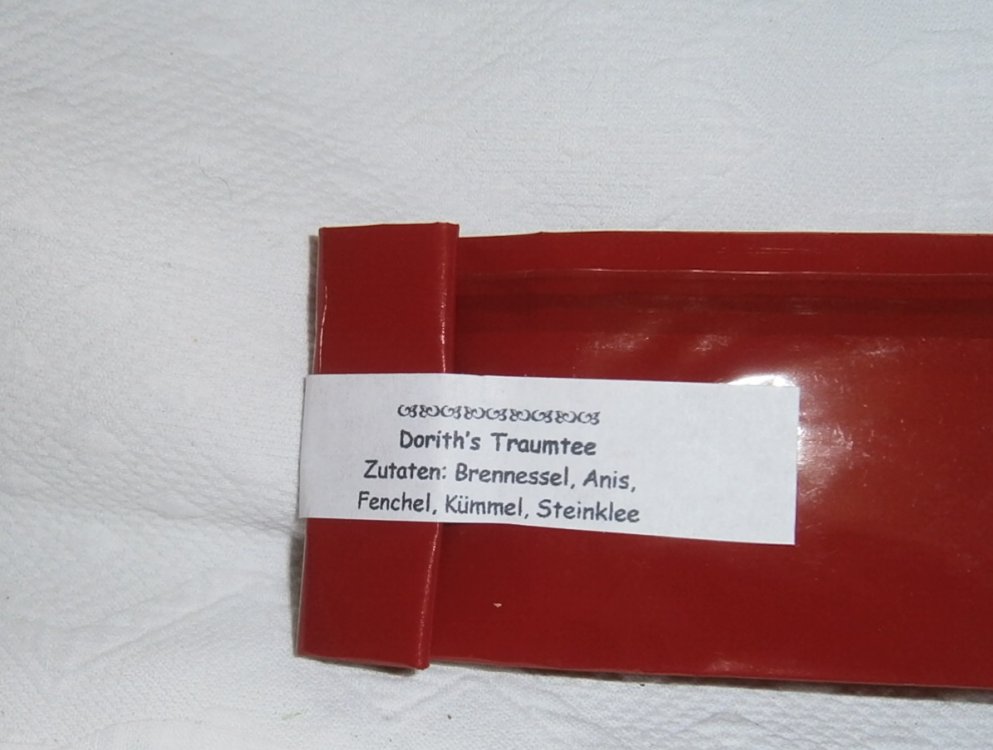 Dorith's Traumtee
Zutaten: Brennessel, Anis,
Fenchel, Kümmel, Steinklee